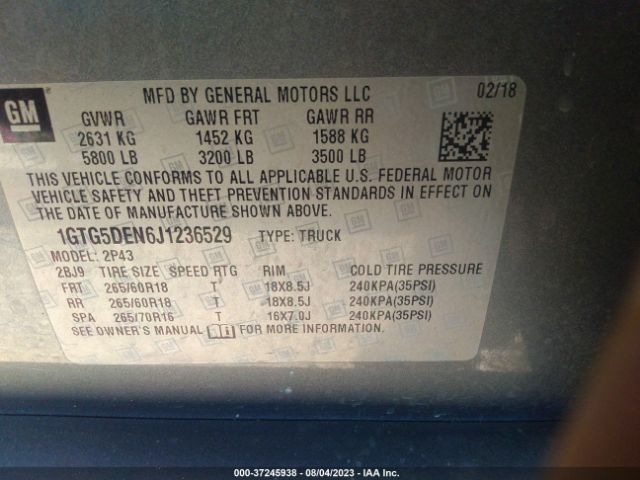 GM
MFD BY GENERAL MOTORS LLC 02/18
GVWR GAWR FRT GAWR RR
2631 KG 1452 KG 1588 KG
5800 LB 3200 LB 3500 LB
THIS VEHICLE CONFORMS TO ALL APPLICABLE U.S. FEDERAL MOTOR
VEHICLE SAFETY AND THEFT PREVENTION STANDARDS IN EFFECT ON
THE DATE OF MANUFACTURE SHOWN ABOVE.
1GTG5DEN6J1236529 TYPE: TRUCK
MODEL: 2P43
2BJ9 TIRE SIZE SPEED RTG RIM COLD TIRE PRESSURE
FRT 265/60R18 T 18X8.5J 240KPA(35PSI)
RR 265/60R18 T 18X8.5J 240KPA(35PSI)
SPA 265/70R16 T 16X7.0J 240KPA(35PSI)
SEE OWNER'S MANUAL FOR MORE INFORMATION
000-37245938 - 08/04/2023 - IAA Inc.